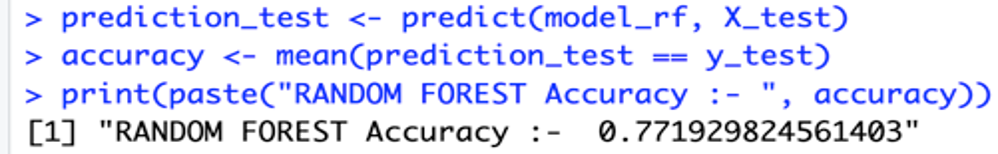 > prediction_test <- predict(model_rf, X_test)
> accuracy <- mean(prediction_test == y_test)
> print(paste("RANDOM FOREST Accuracy :- ", accuracy))
[1] "RANDOM FOREST Accuracy :-  0.771929824561403"